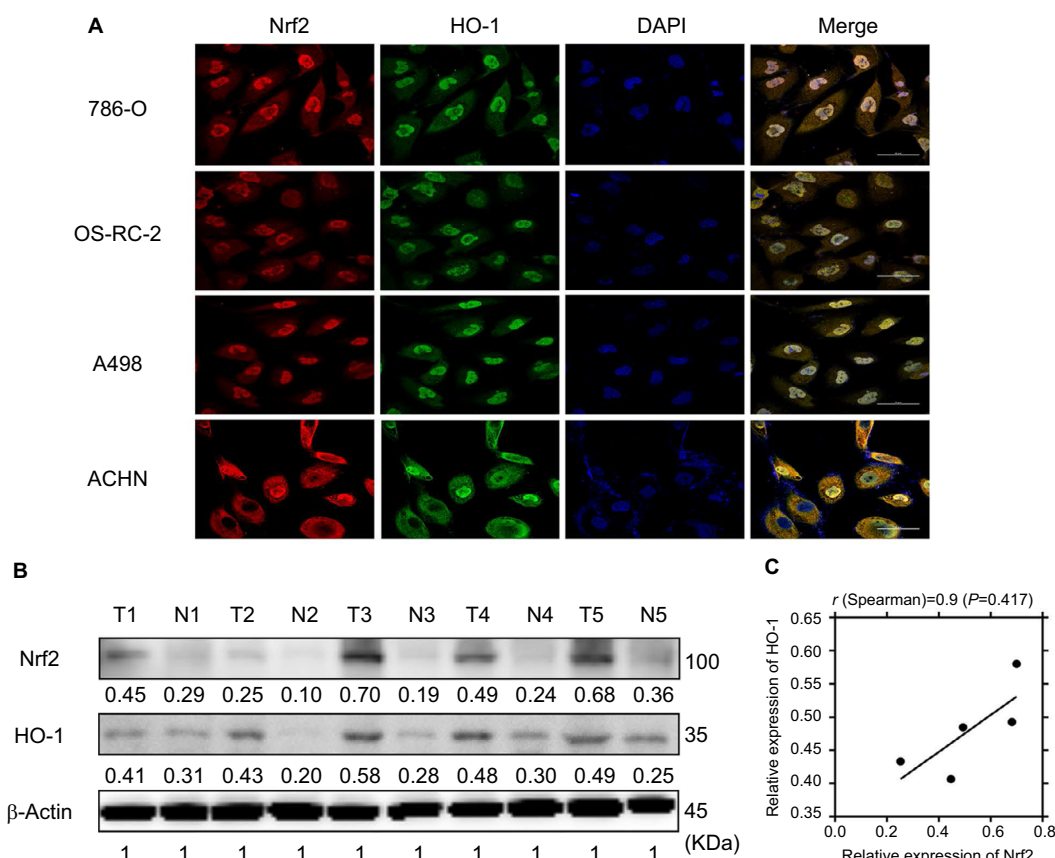 A
Nrf2 HO-1 DAPI Merge
786-O
OS-RC-2
A498
ACHN
B
T1 N1 T2 N2 T3 N3 T4 N4 T5 N5
Nrf2 100
0.45 0.29 0.25 0.10 0.70 0.19 0.49 0.24 0.68 0.36
HO-1 35
0.41 0.31 0.43 0.20 0.58 0.28 0.48 0.30 0.49 0.25
β-Actin 45
(KDa)
1 1 1 1 1 1 1 1 1 1
C
r (Spearman)=0.9 (P=0.417)
Relative expression of HO-1
0.65
0.60
0.55
0.50
0.45
0.40
0.35
0.0 0.2 0.4 0.6 0.8
Relative expression of Nrf2